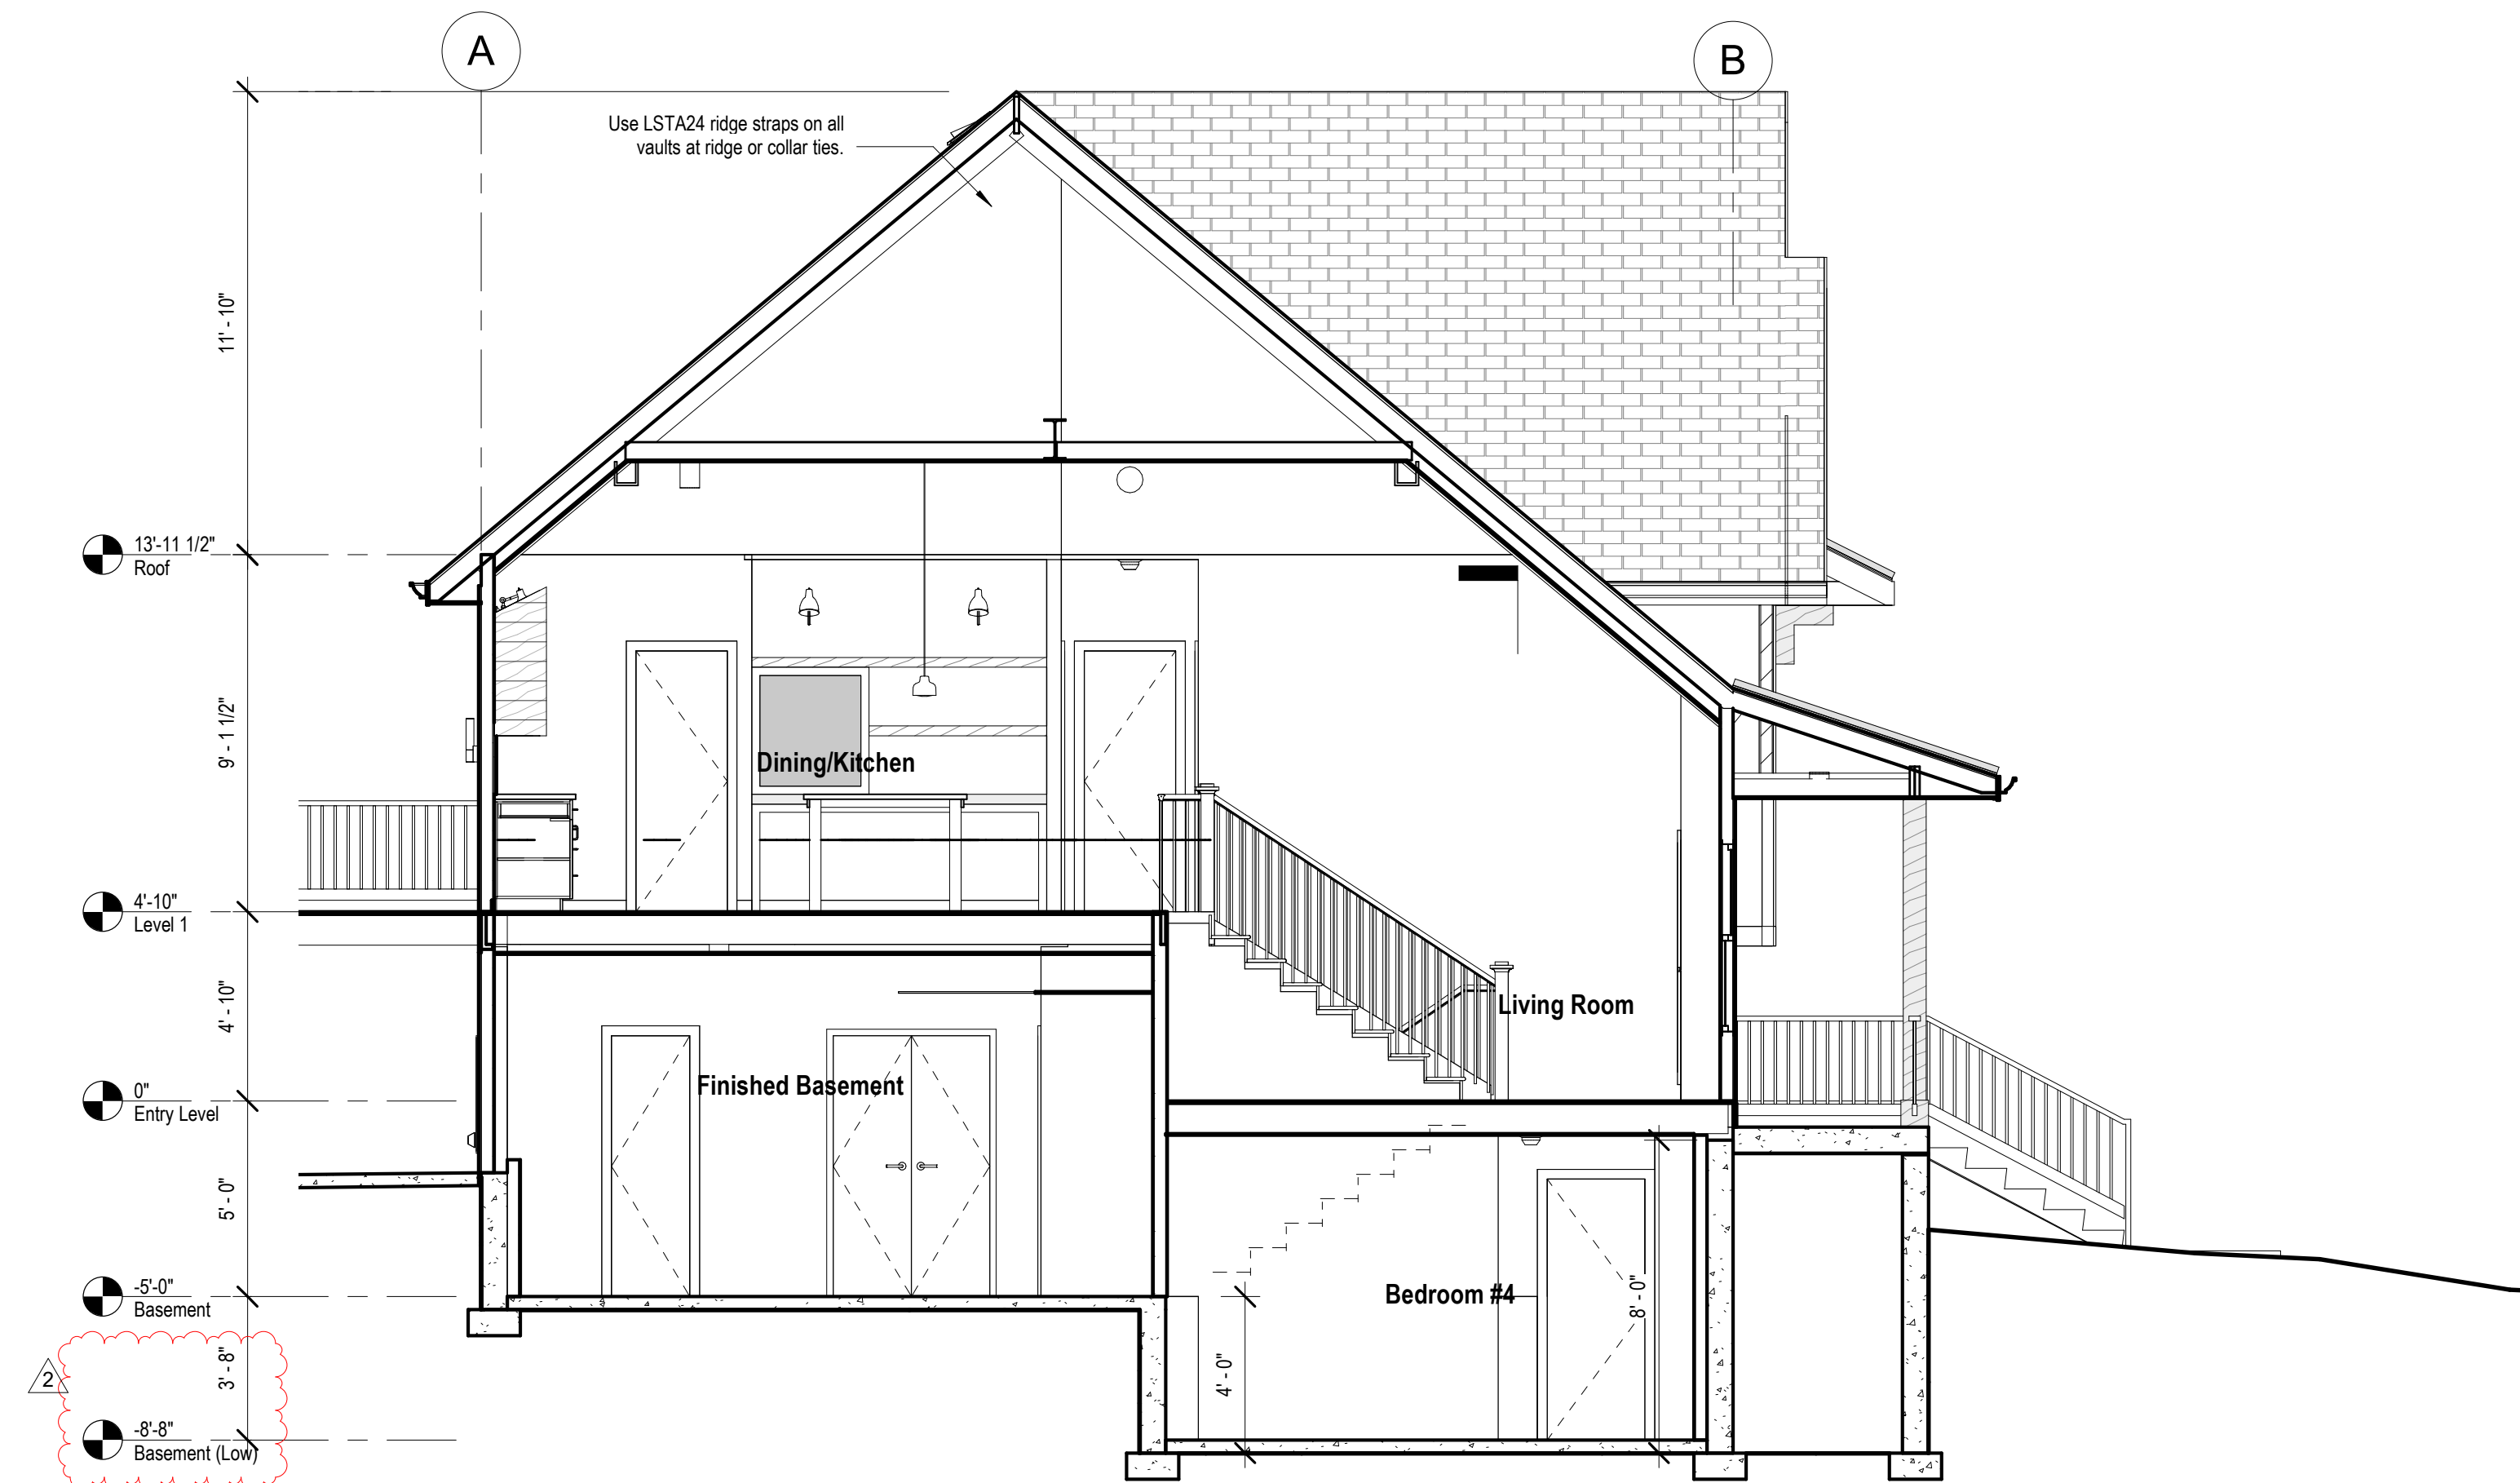 A
B
Use LSTA24 ridge straps on all
vaults at ridge or collar ties.
11' - 10"
13'-11 1/2"
Roof
9' - 1 1/2"
Dining/Kitchen
4'-10"
Level 1
4' - 10"
Living Room
Finished Basement
0"
Entry Level
5' - 0"
-5'-0"
Basement
Bedroom #4
8' - 0"
4' - 0"
3' - 8"
2
-8'-8"
Basement (Low)